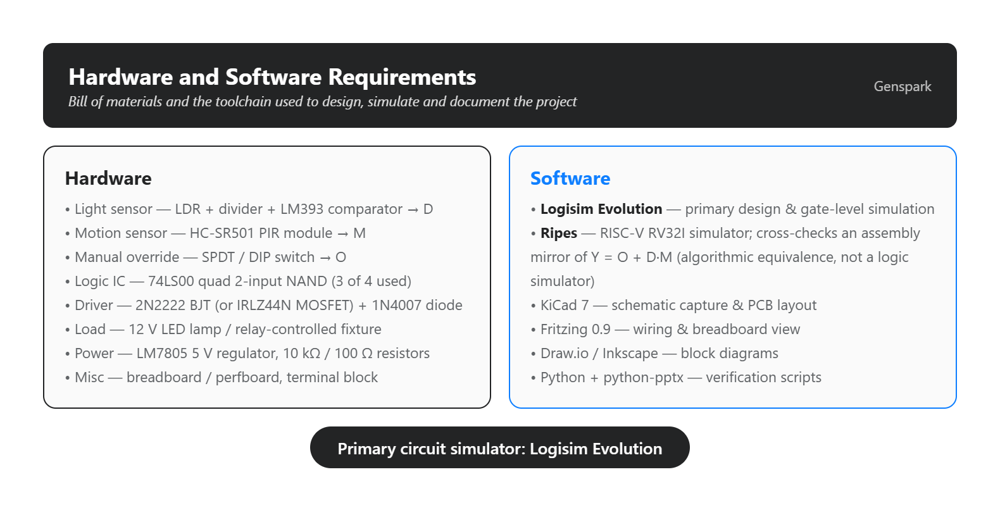 Hardware and Software Requirements
Bill of materials and the toolchain used to design, simulate and document the project
Genspark
Hardware
• Light sensor — LDR + divider + LM393 comparator → D
• Motion sensor — HC-SR501 PIR module → M
• Manual override — SPDT / DIP switch → O
• Logic IC — 74LS00 quad 2-input NAND (3 of 4 used)
• Driver — 2N2222 BJT (or IRLZ44N MOSFET) + 1N4007 diode
• Load — 12 V LED lamp / relay-controlled fixture
• Power — LM7805 5 V regulator, 10 kΩ / 100 Ω resistors
• Misc — breadboard / perfboard, terminal block
Software
• Logisim Evolution — primary design & gate-level simulation
• Ripes — RISC-V RV32I simulator; cross-checks an assembly
mirror of Y = O + D·M (algorithmic equivalence, not a logic
simulator)
• KiCad 7 — schematic capture & PCB layout
• Fritzing 0.9 — wiring & breadboard view
• Draw.io / Inkscape — block diagrams
• Python + python-pptx — verification scripts
Primary circuit simulator: Logisim Evolution